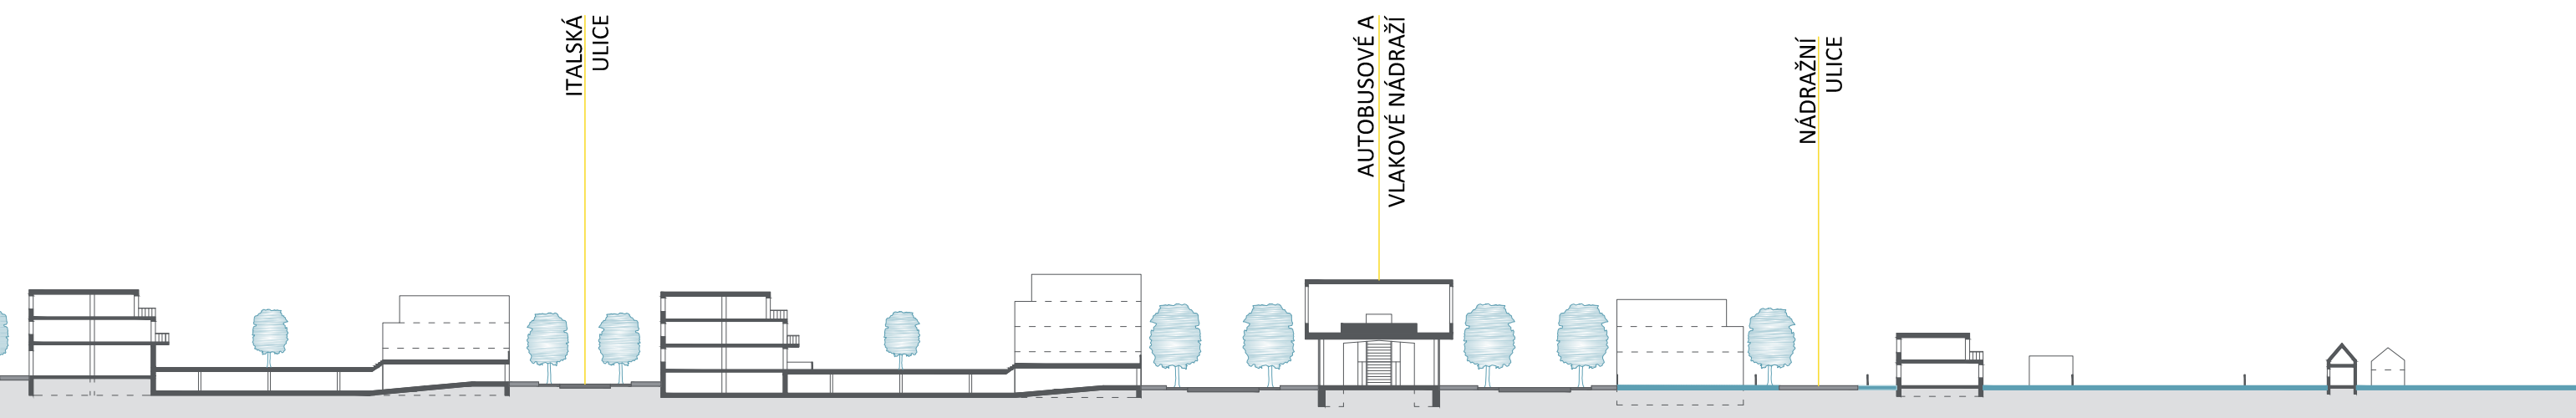 ITALSKÁ
ULICE
AUTOBUSOVÉ A
VLAKOVÉ NÁDRAŽÍ
NÁDRAŽNÍ
ULICE